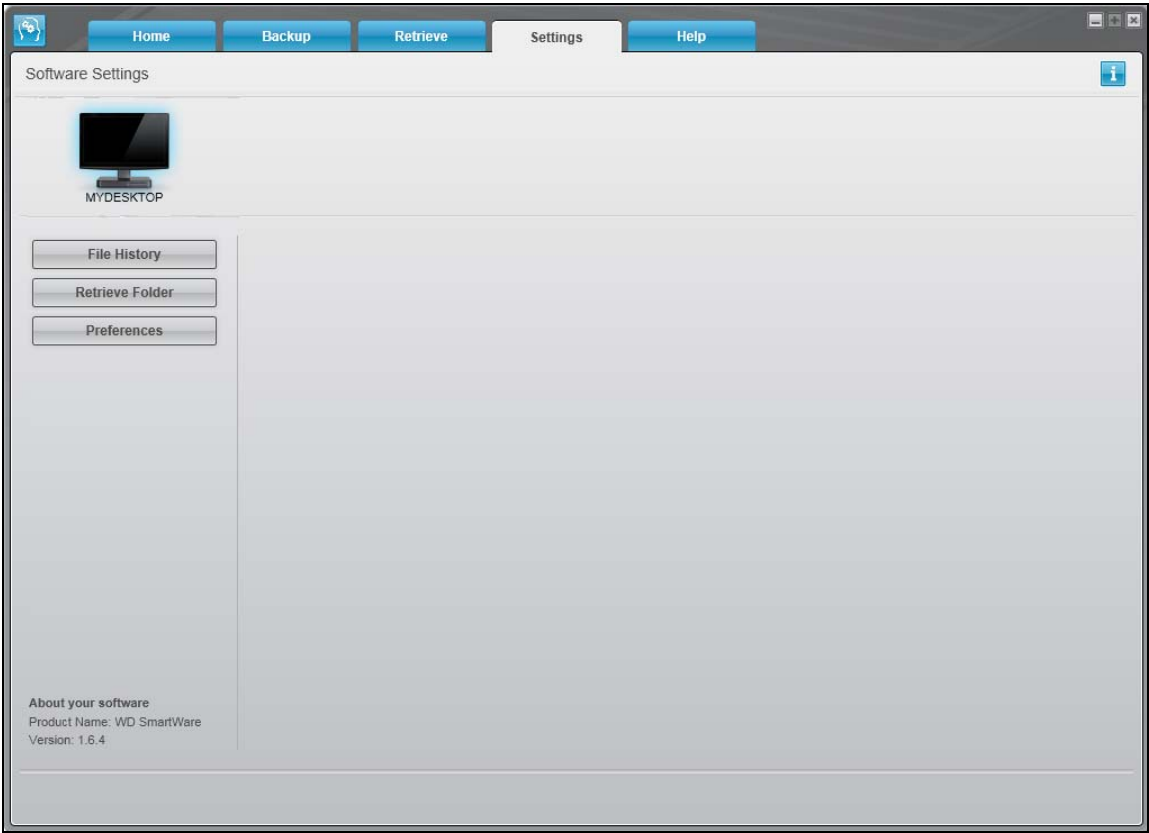 Home Backup Retrieve Settings Help
Software Settings
i
MYDESKTOP
File History
Retrieve Folder
Preferences
About your software
Product Name: WD SmartWare
Version: 1.6.4